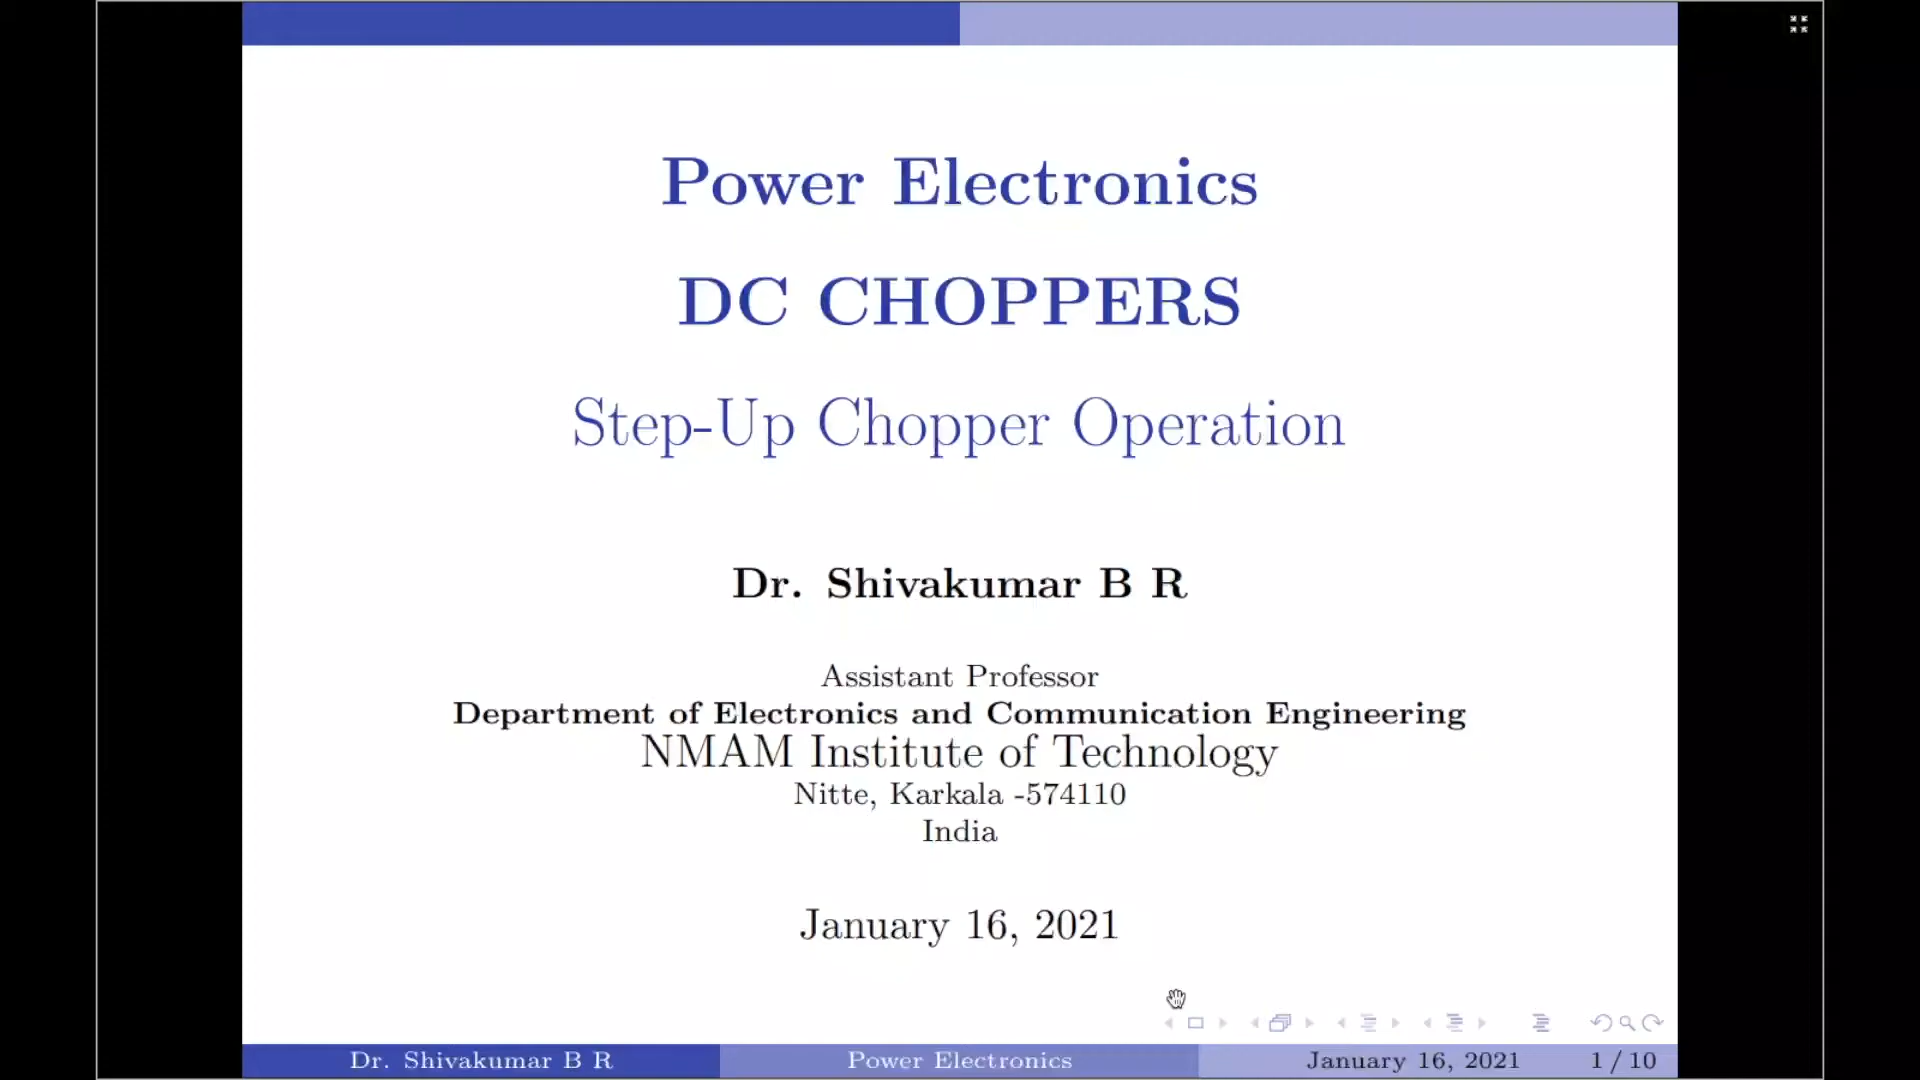 Power Electronics
DC CHOPPERS
Step-Up Chopper Operation
Dr. Shivakumar B R
Assistant Professor
Department of Electronics and Communication Engineering
NMAM Institute of Technology
Nitte, Karkala -574110
India
January 16, 2021
Dr. Shivakumar B R
Power Electronics
January 16, 2021
1 / 10